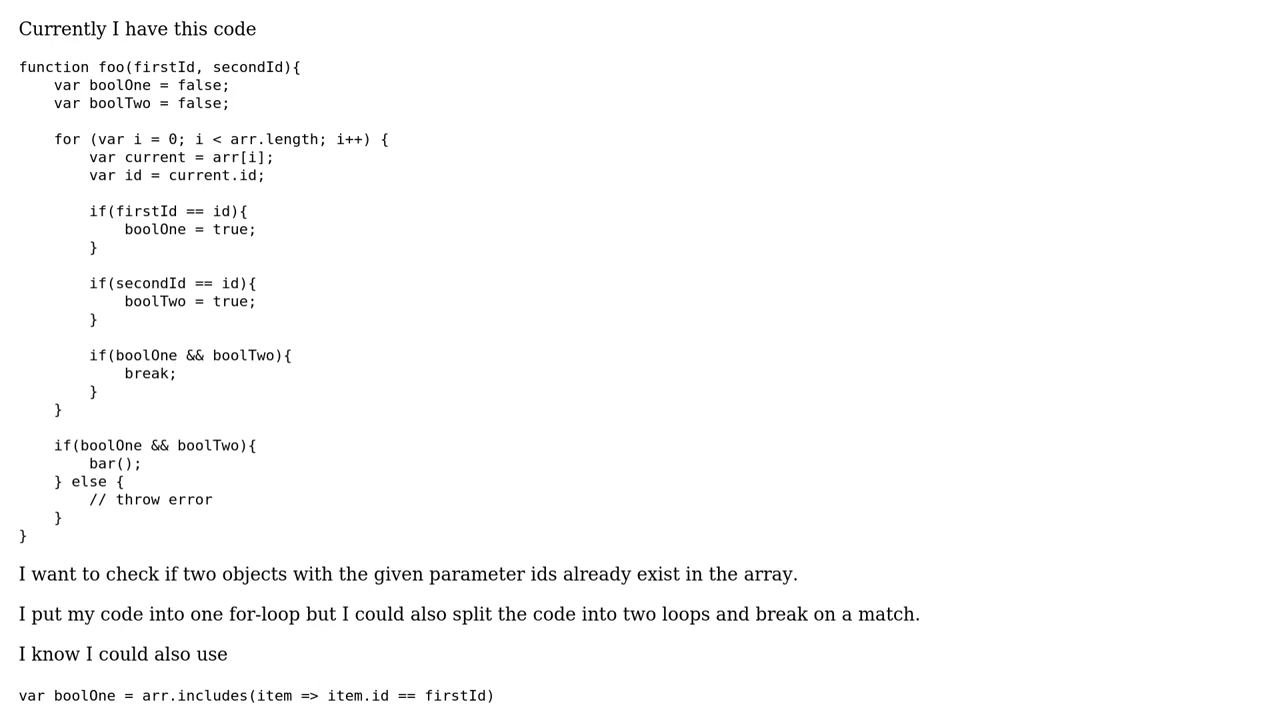 Currently I have this code
function foo(firstId, secondId){
    var boolOne = false;
    var boolTwo = false;

    for (var i = 0; i < arr.length; i++) {
        var current = arr[i];
        var id = current.id;

        if(firstId == id){
            boolOne = true;
        }

        if(secondId == id){
            boolTwo = true;
        }

        if(boolOne && boolTwo){
            break;
        }
    }

    if(boolOne && boolTwo){
        bar();
    } else {
        // throw error
    }
}
I want to check if two objects with the given parameter ids already exist in the array.
I put my code into one for-loop but I could also split the code into two loops and break on a match.
I know I could also use
var boolOne = arr.includes(item => item.id == firstId)